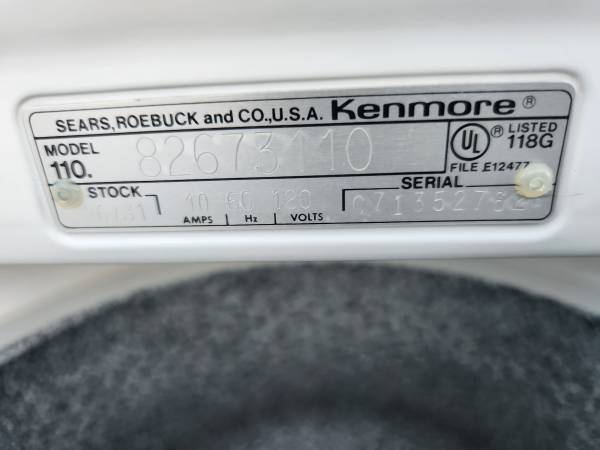 SEARS, ROEBUCK and CO., U.S.A. Kenmore ®
MODEL
110. 82673110
UL ® LISTED
118G
FILE E12477
STOCK
SERIAL
10 60 120
AMPS | Hz | VOLTS